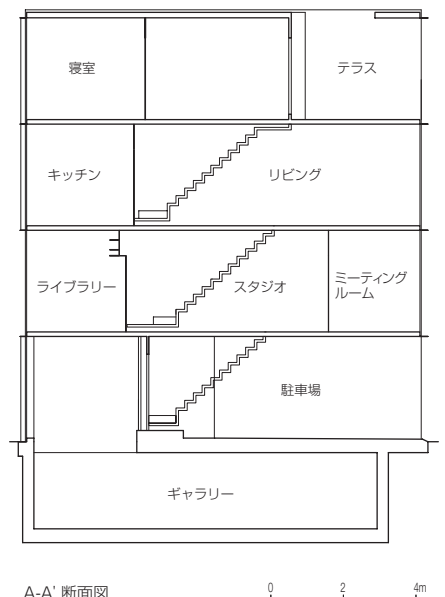 寝室
テラス
キッチン
リビング
ライブラリー
スタジオ
ミーティング
ルーム
駐車場
ギャラリー
A-A' 断面図
0 2 4m